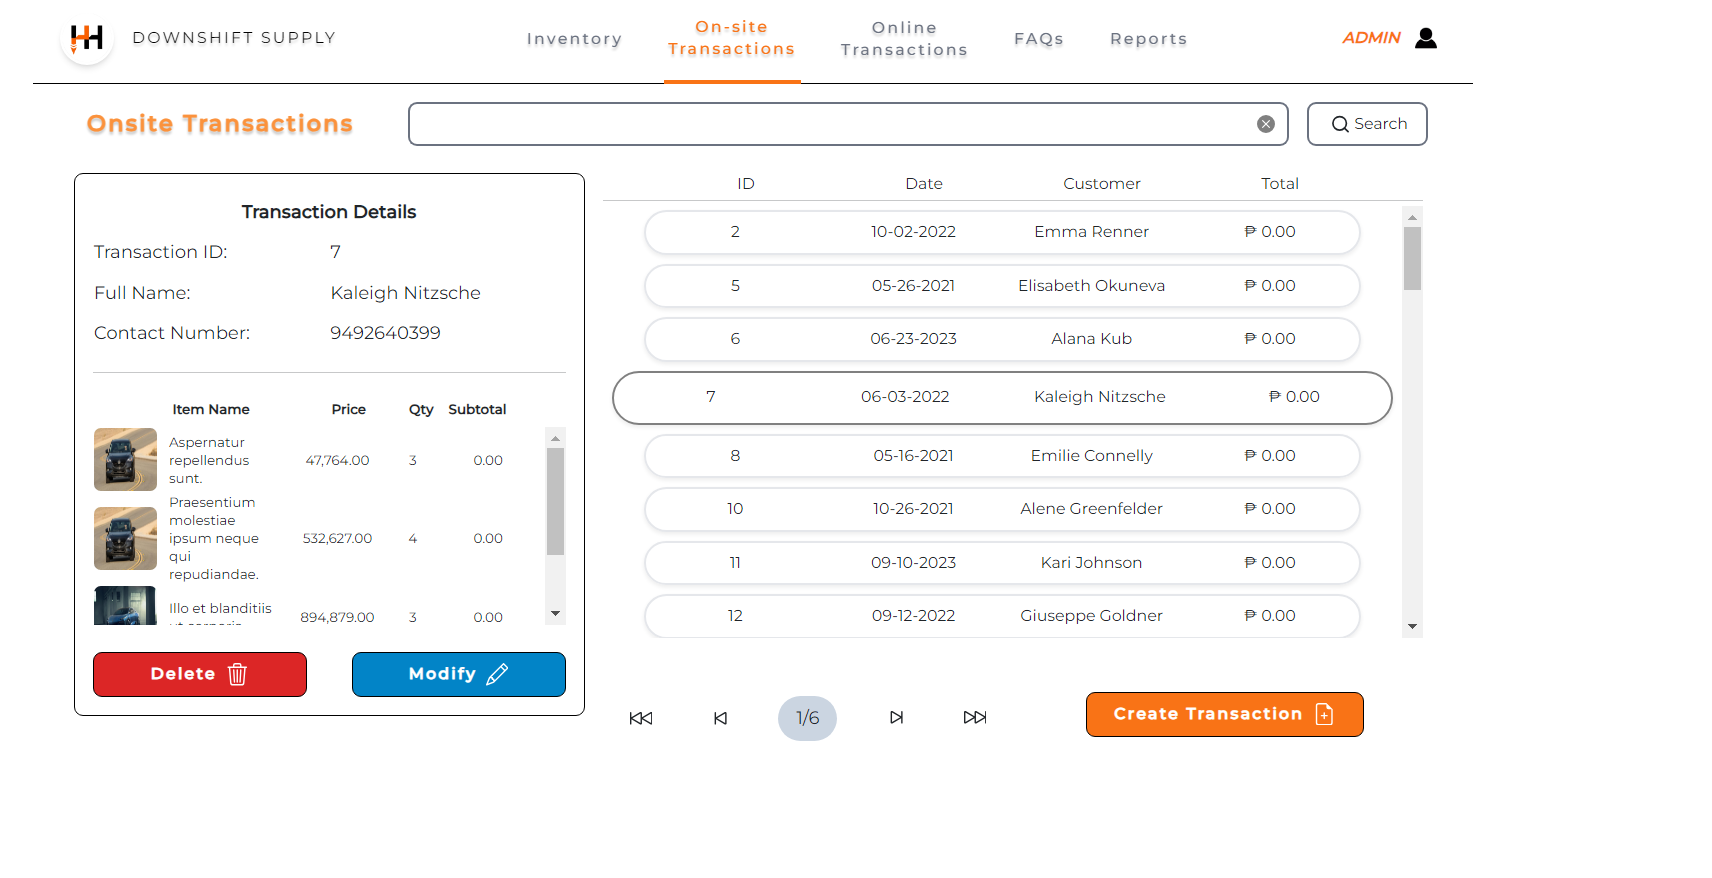 DOWNSHIFT SUPPLY
Inventory
On-site
Transactions
Online
Transactions
FAQs
Reports
ADMIN
Onsite Transactions
Search
Transaction Details
Transaction ID: 7
Full Name: Kaleigh Nitzsche
Contact Number: 9492640399
Item Name Price Qty Subtotal
Aspernatur
repellendus 47,764.00 3 0.00
sunt.
Praesentium
molestiae
ipsum neque 532,627.00 4 0.00
qui
repudiandae.
Illo et blanditiis
894,879.00 3 0.00
Delete
Modify
ID Date Customer Total
2 10-02-2022 Emma Renner ₱ 0.00
5 05-26-2021 Elisabeth Okuneva ₱ 0.00
6 06-23-2023 Alana Kub ₱ 0.00
7 06-03-2022 Kaleigh Nitzsche ₱ 0.00
8 05-16-2021 Emilie Connelly ₱ 0.00
10 10-26-2021 Alene Greenfelder ₱ 0.00
11 09-10-2023 Kari Johnson ₱ 0.00
12 09-12-2022 Giuseppe Goldner ₱ 0.00
1/6
Create Transaction